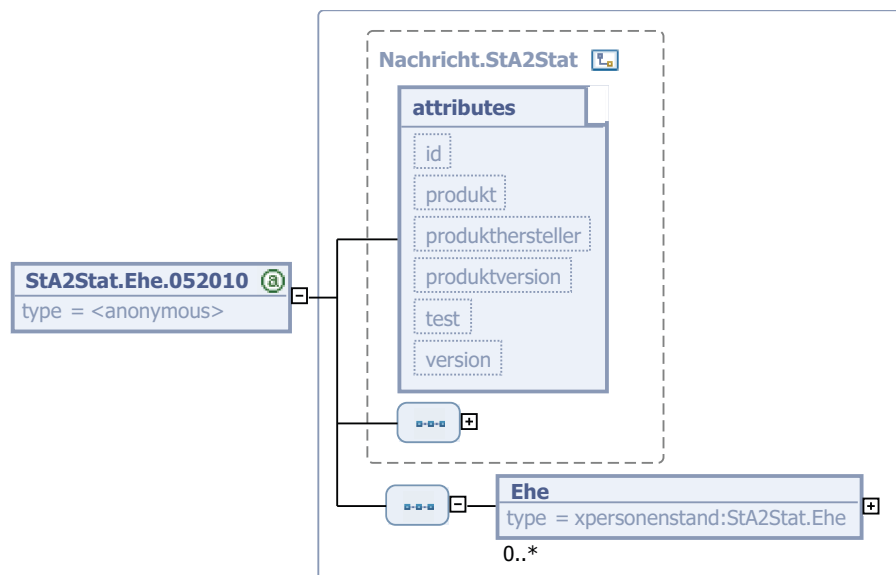 Nachricht.StA2Stat
attributes
id
produkt
produkthersteller
produktversion
test
version
StA2Stat.Ehe.052010 a
type = <anonymous>
Ehe
type = xpersonenstand:StA2Stat.Ehe
0..*